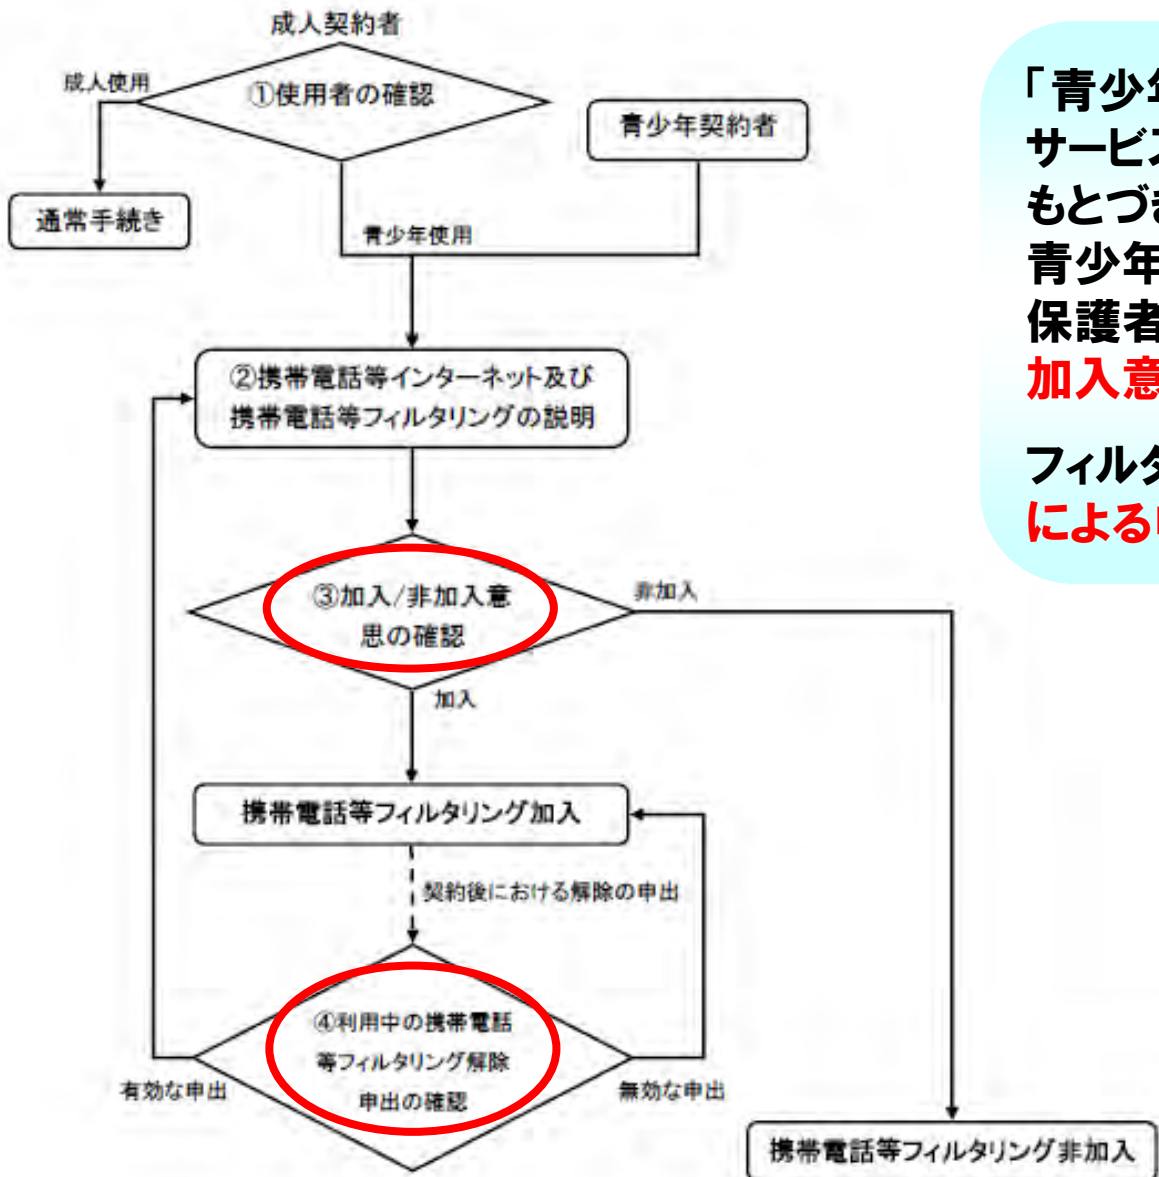 成人契約者
成人使用
①使用者の確認
青少年契約者
通常手続き
青少年使用
②携帯電話等インターネット及び
携帯電話等フィルタリングの説明
③加入/非加入意
思の確認
非加入
加入
携帯電話等フィルタリング加入
契約後における解除の申出
④利用中の携帯電話
等フィルタリング解除
申出の確認
有効な申出
無効な申出
携帯電話等フィルタリング非加入
「青少
サービ
もとづ
青少年
保護者
加入意
フィル
による